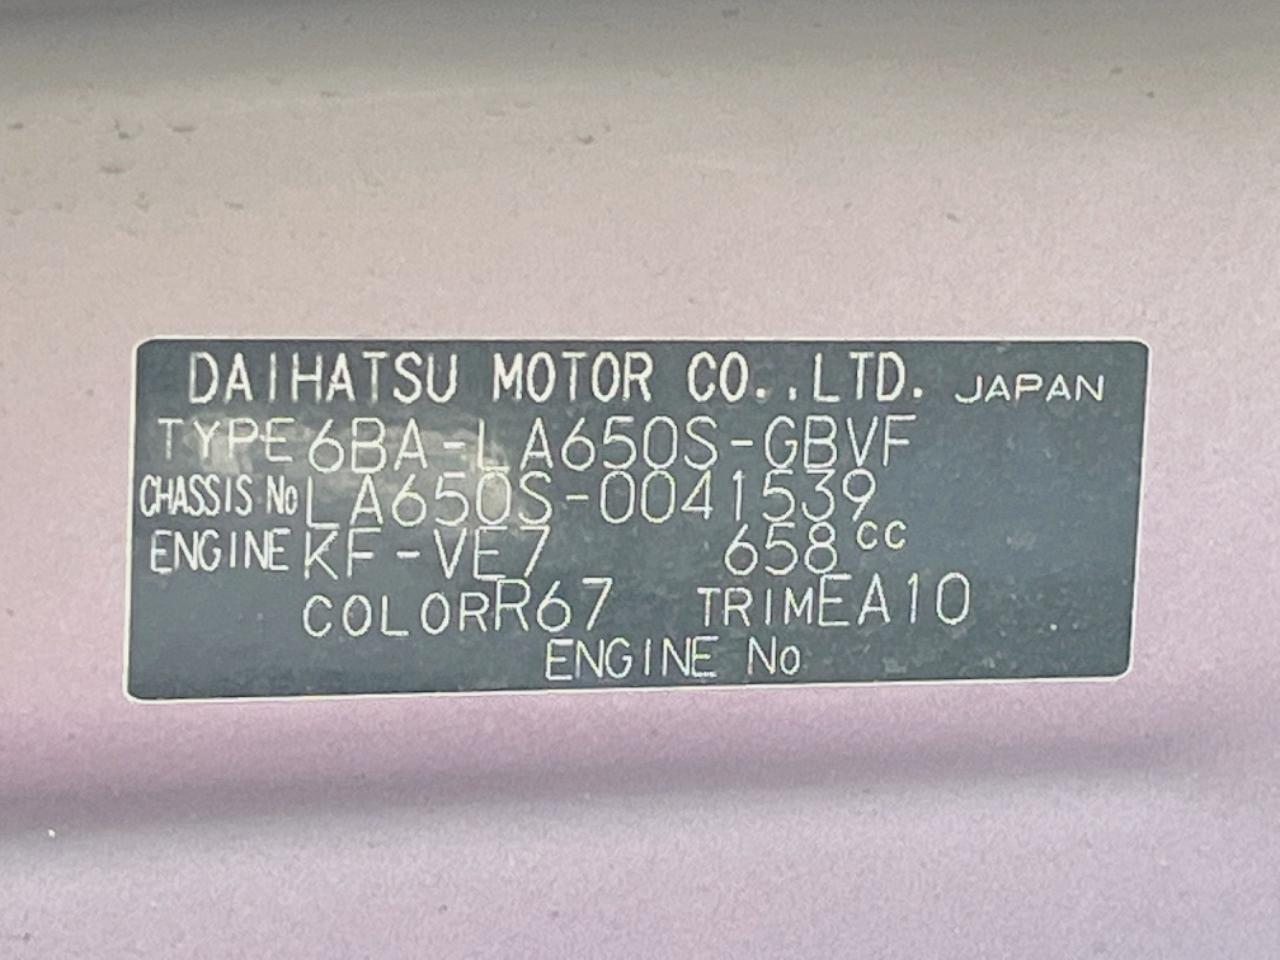 DAIHATSU MOTOR CO.,LTD. JAPAN
TYPE 6BA-LA650S-GBVF
CHASSIS No LA650S-0041539
ENGINE KF-VE7 658 cc
COLOR R67 TRIM EA10
ENGINE No